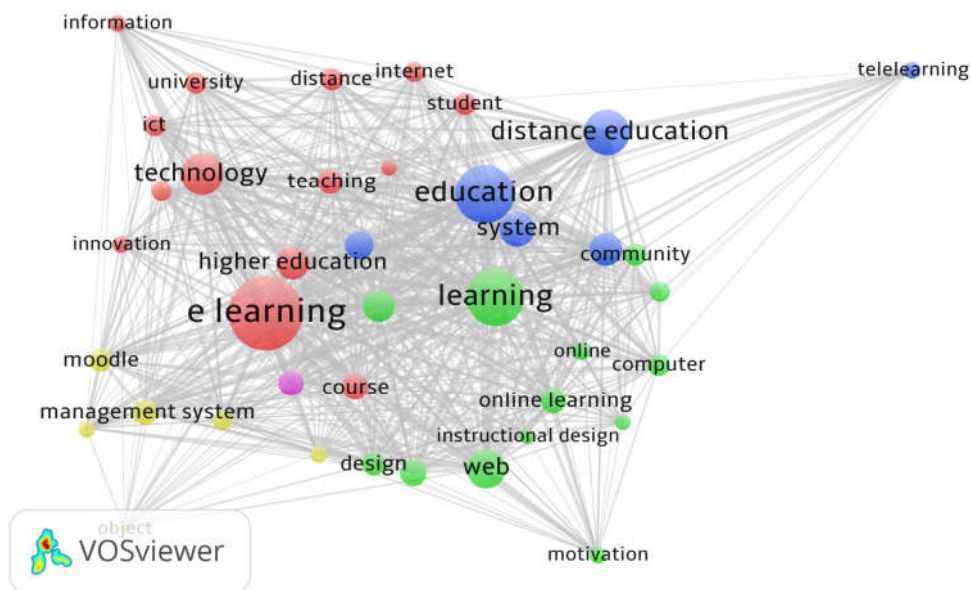 information
internet
telelearning
university
distance
student
ict
distance education
technology
teaching
education
system
innovation
higher education
community
e learning
learning
moodle
online
computer
course
online learning
management system
instructional design
design
web
object
VOSviewer
motivation